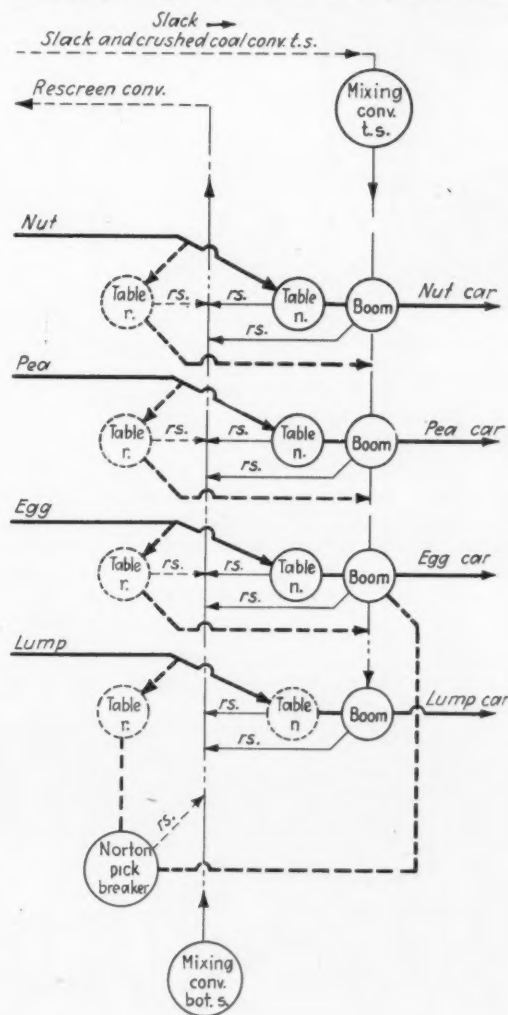 Slack
Slack and crushed coal conv. t.s.
Mixing
conv.
t.s.
Rescreen conv.
Nut
Table
r.
rs.
rs.
Table
n.
Boom
Nut car
rs.
Pea
Table
r.
rs.
rs.
Table
n.
Boom
Pea car
rs.
Egg
Table
r.
rs.
rs.
Table
n.
Boom
Egg car
rs.
Lump
Table
r.
rs.
Table
n
Boom
Lump car
rs.
rs.
Norton
pick
breaker
Mixing
conv.
bot. s.